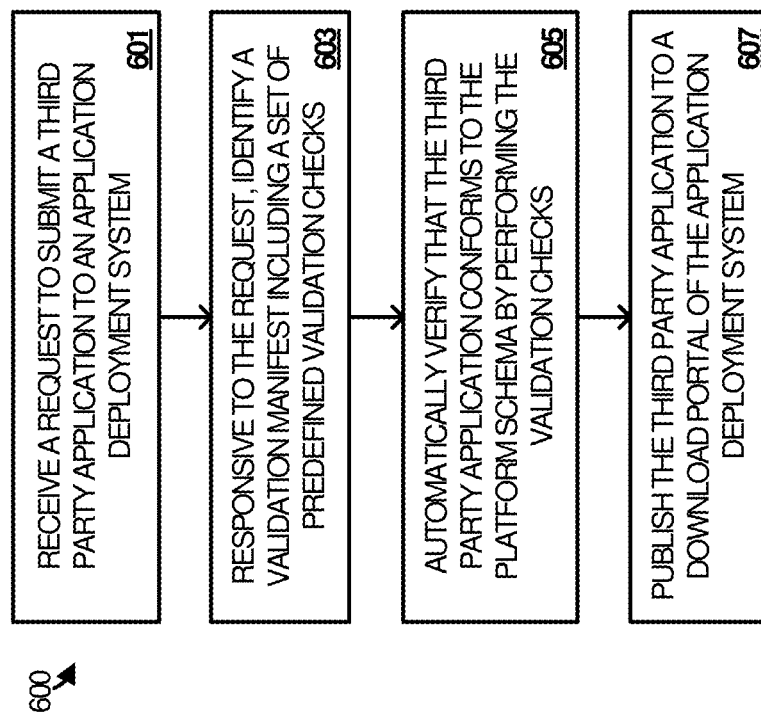 600
601
RECEIVE A REQUEST TO SUBMIT A THIRD
PARTY APPLICATION TO AN APPLICATION
DEPLOYMENT SYSTEM
603
RESPONSIVE TO THE REQUEST, IDENTIFY A
VALIDATION MANIFEST INCLUDING A SET OF
PREDEFINED VALIDATION CHECKS
605
AUTOMATICALLY VERIFY THAT THE THIRD
PARTY APPLICATION CONFORMS TO THE
PLATFORM SCHEMA BY PERFORMING THE
VALIDATION CHECKS
607
PUBLISH THE THIRD PARTY APPLICATION TO A
DOWNLOAD PORTAL OF THE APPLICATION
DEPLOYMENT SYSTEM